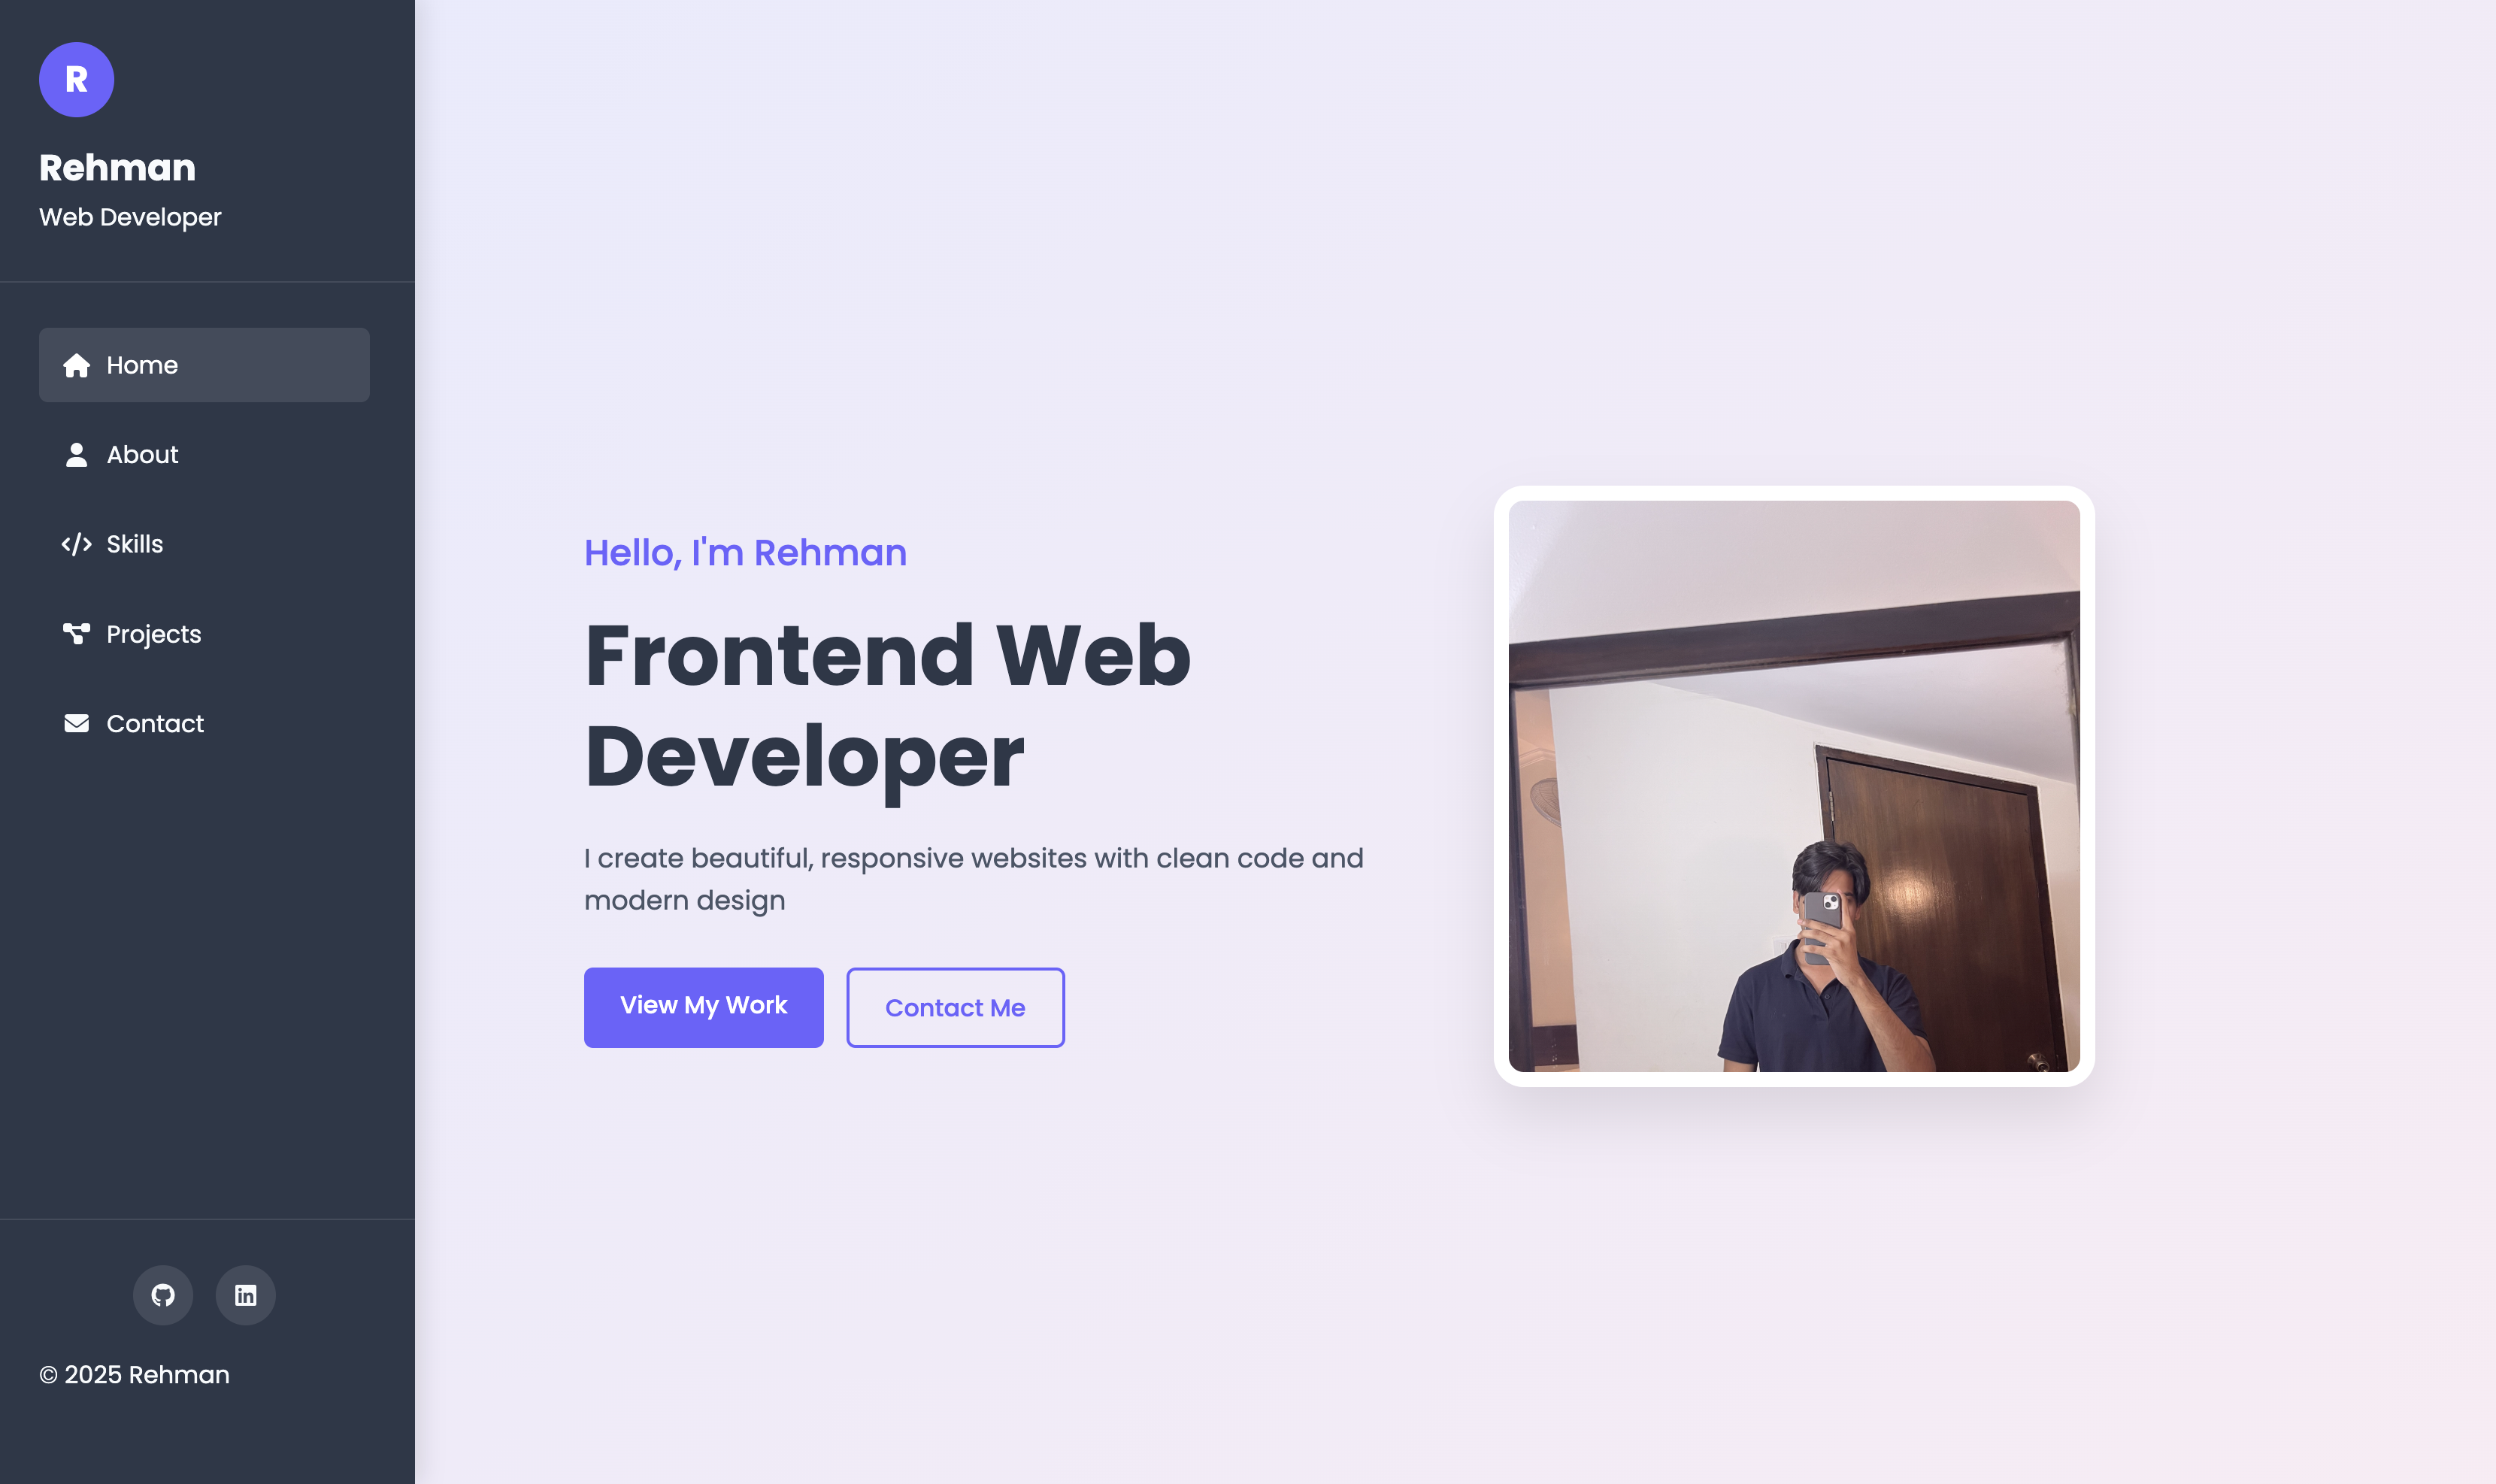 R
Rehman
Web Developer
Home
About
Skills
Projects
Contact
© 2025 Rehman
Hello, I'm Rehman
Frontend Web
Developer
I create beautiful, responsive websites with clean code and
modern design
View My Work
Contact Me